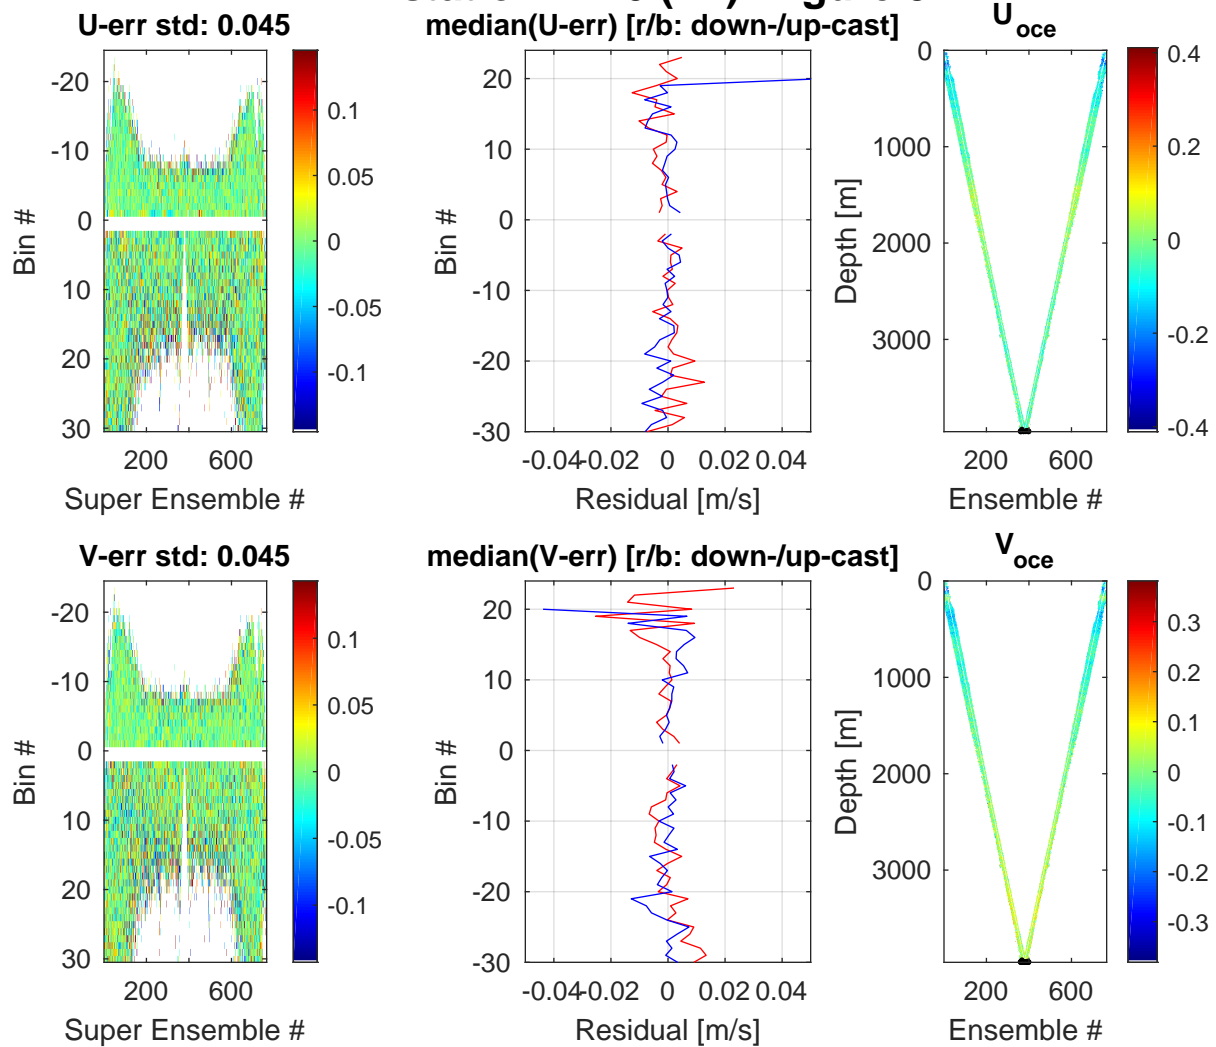 U-err std: 0.045
median(U-err) [r/b: down-/up-cast]
U_oce
-20
-10
0
10
20
30
Bin #
200 600
Super Ensemble #
0.1
0.05
0
-0.05
-0.1
20
10
0
-10
-20
-30
Bin #
-0.04 -0.02 0 0.02 0.04
Residual [m/s]
0
1000
2000
3000
Depth [m]
200 600
Ensemble #
0.4
0.2
0
-0.2
-0.4
V-err std: 0.045
median(V-err) [r/b: down-/up-cast]
V_oce
-20
-10
0
10
20
30
Bin #
200 600
Super Ensemble #
0.1
0.05
0
-0.05
-0.1
20
10
0
-10
-20
-30
Bin #
-0.04 -0.02 0 0.02 0.04
Residual [m/s]
0
1000
2000
3000
Depth [m]
200 600
Ensemble #
0.3
0.2
0.1
0
-0.1
-0.2
-0.3